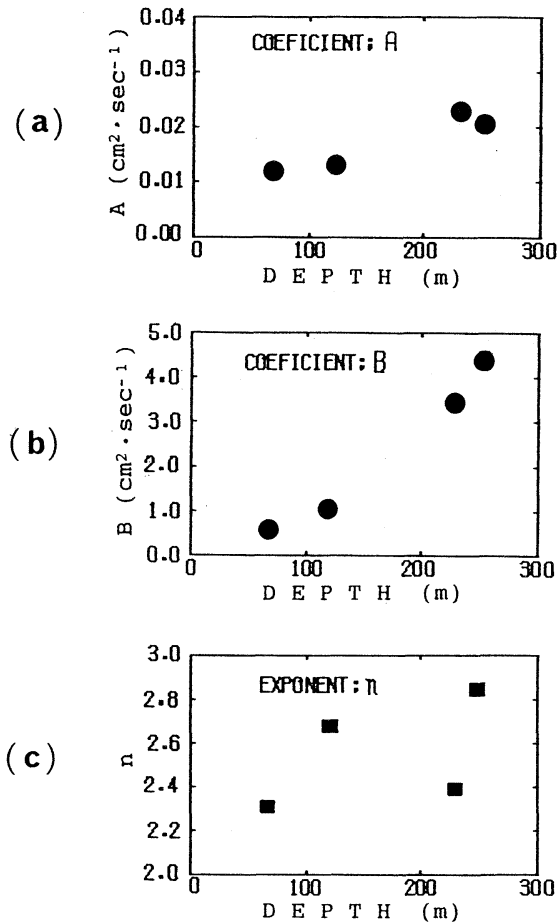 (a)
COEFICIENT; A
A (cm²·sec⁻¹)
0.04
0.03
0.02
0.01
0.00
0 100 200 300
D E P T H (m)
(b)
COEFICIENT; B
B (cm²·sec⁻¹)
5.0
4.0
3.0
2.0
1.0
0.0
0 100 200 300
D E P T H (m)
(c)
EXPONENT; η
n
3.0
2.8
2.6
2.4
2.2
2.0
0 100 200 300
D E P T H (m)